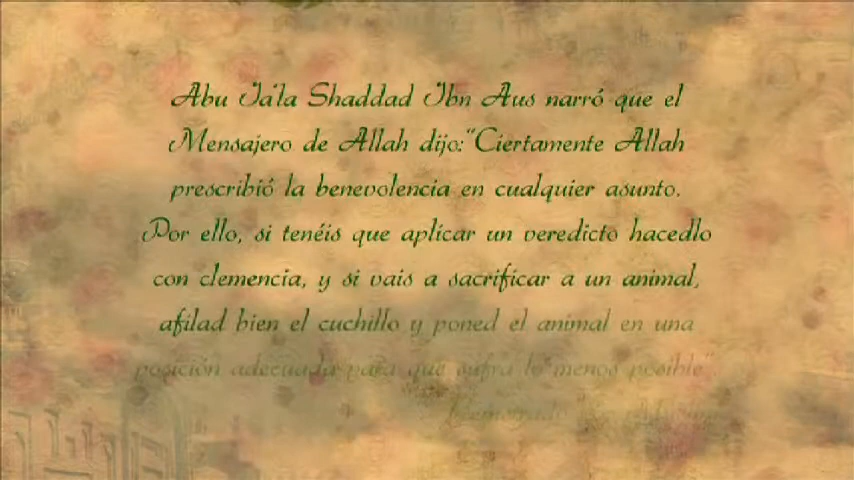 Abu Ia'la Shaddad Ibn Aus narró que el
Mensajero de Allah dijo:"Ciertamente Allah
prescribió la benevolencia en cualquier asunto.
Por ello, si tenéis que aplicar un veredicto hacedlo
con clemencia, y si vais a sacrificar a un animal,
afilad bien el cuchillo y poned el animal en una
posición adecuada para que sufra lo menos posible".